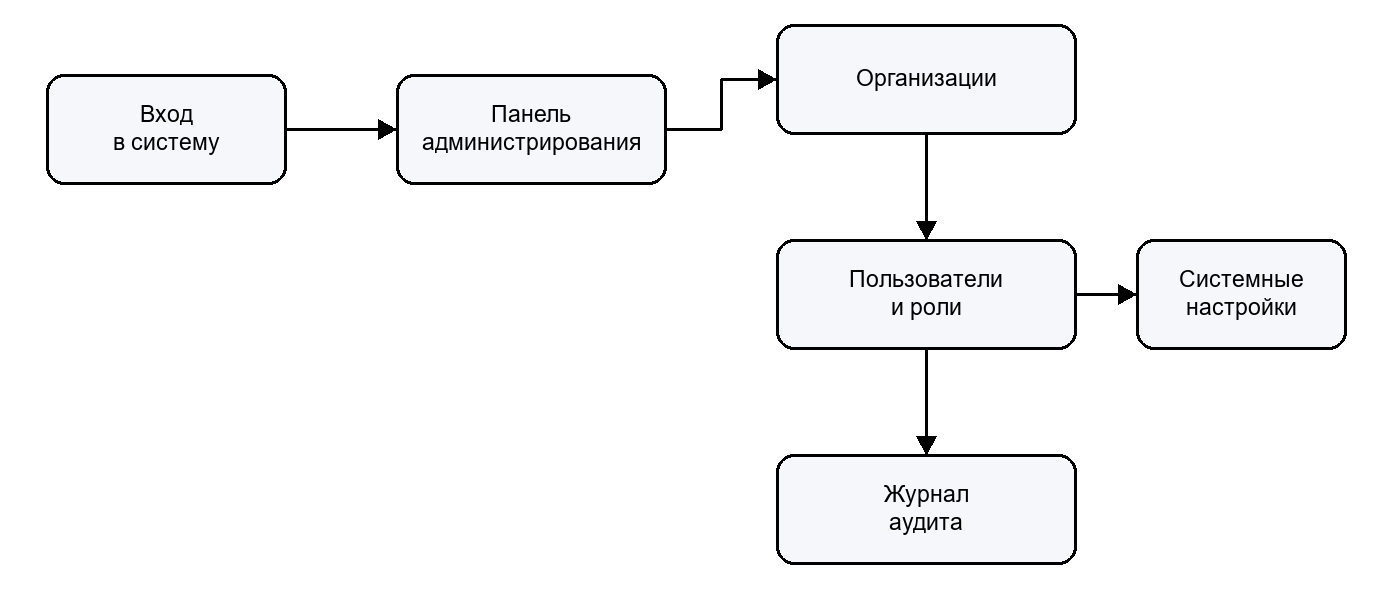 Вход
в систему
Панель
администрирования
Организации
Пользователи
и роли
Системные
настройки
Журнал
аудита